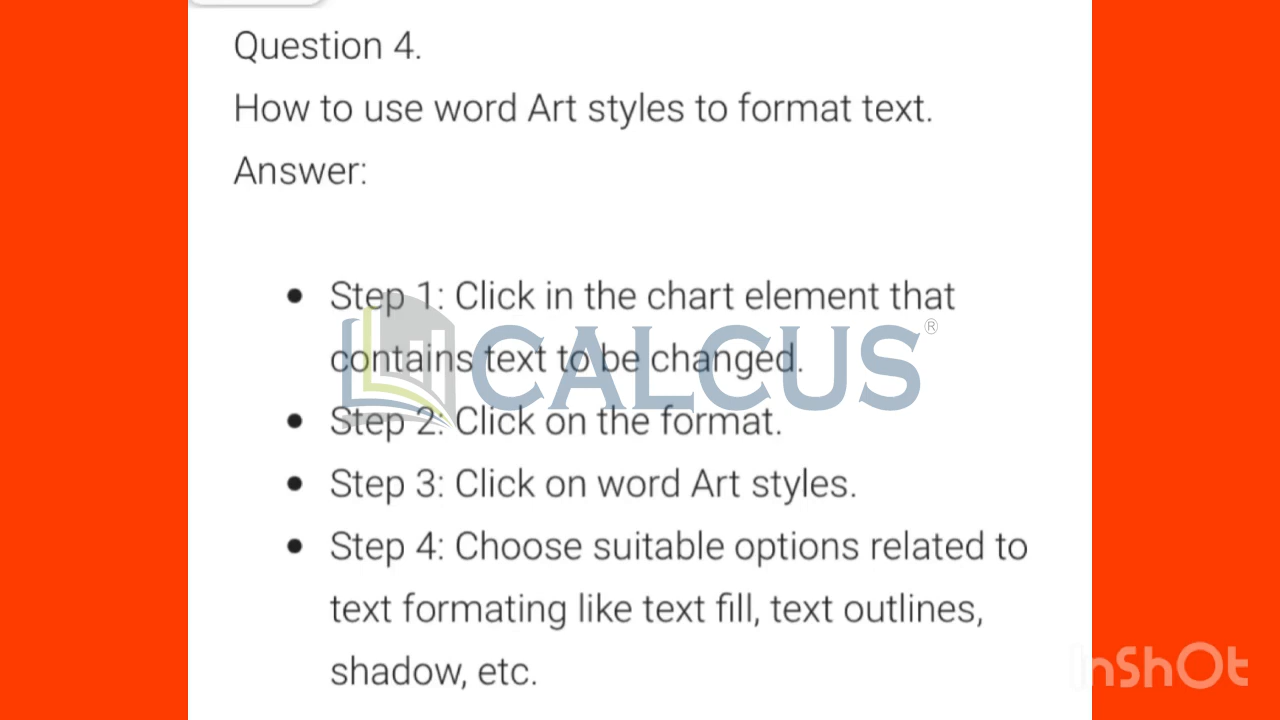 Question 4.
How to use word Art styles to format text.
Answer:
• Step 1: Click in the chart element that
contains text to be changed.
CALCUS®
• Step 2: Click on the format.
• Step 3: Click on word Art styles.
• Step 4: Choose suitable options related to
text formating like text fill, text outlines,
shadow, etc.
InShOt